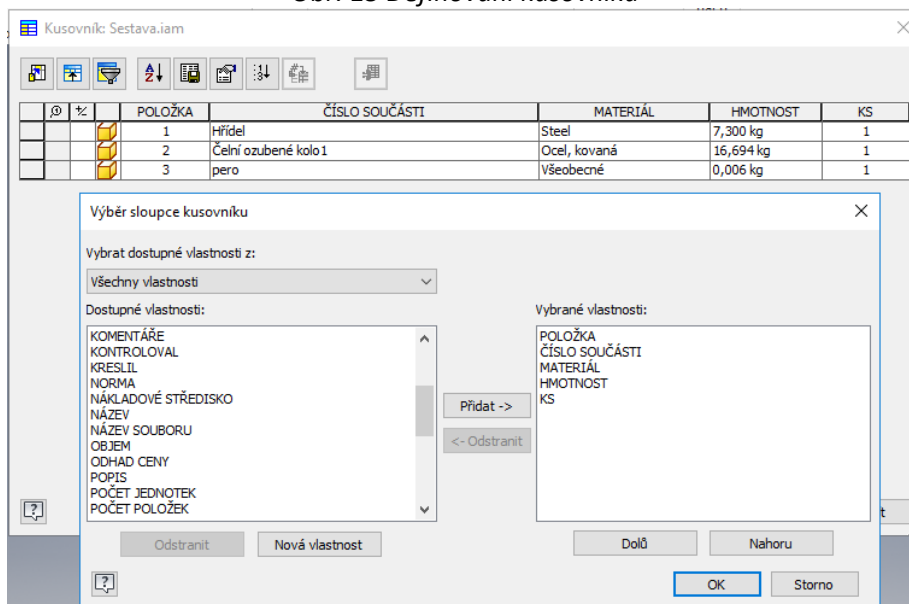 Kusovník: Sestava.iam
POLOŽKA ČÍSLO SOUČÁSTI MATERIÁL HMOTNOST KS
1 Hřídel Steel 7,300 kg 1
2 Čelní ozubené kolo1 Ocel, kovaná 16,694 kg 1
3 pero Všeobecné 0,006 kg 1
Výběr sloupce kusovníku
Vybrat dostupné vlastnosti z:
Všechny vlastnosti
Dostupné vlastnosti:
KOMENTÁŘE
KONTROLOVAL
KRESLIL
NORMA
NÁKLADOVÉ STŘEDISKO
NÁZEV
NÁZEV SOUBORU
OBJEM
ODHAD CENY
POPIS
POČET JEDNOTEK
POČET POLOŽEK
Přidat ->
<- Odstranit
Vybrané vlastnosti:
POLOŽKA
ČÍSLO SOUČÁSTI
MATERIÁL
HMOTNOST
KS
Odstranit Nová vlastnost Dolů Nahoru
OK Storno